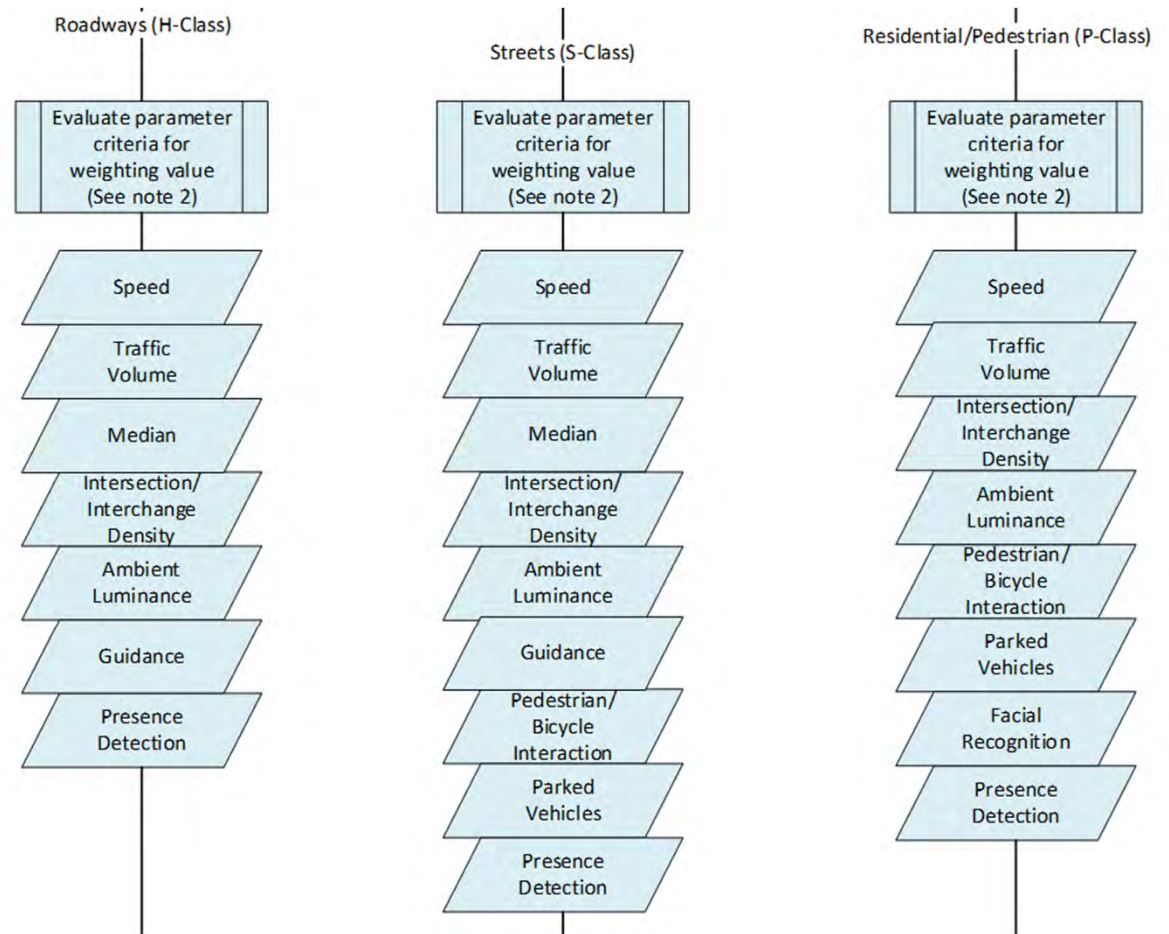 Roadways (H-Class)
Evaluate parameter
criteria for
weighting value
(See note 2)
Speed
Traffic
Volume
Median
Intersection/
Interchange
Density
Ambient
Luminance
Guidance
Presence
Detection
Streets (S-Class)
Evaluate parameter
criteria for
weighting value
(See note 2)
Speed
Traffic
Volume
Median
Intersection/
Interchange
Density
Ambient
Luminance
Guidance
Pedestrian/
Bicycle
Interaction
Parked
Vehicles
Presence
Detection
Residential/Pedestrian (P-Class)
Evaluate parameter
criteria for
weighting value
(See note 2)
Speed
Traffic
Volume
Intersection/
Interchange
Density
Ambient
Luminance
Pedestrian/
Bicycle
Interaction
Parked
Vehicles
Facial
Recognition
Presence
Detection